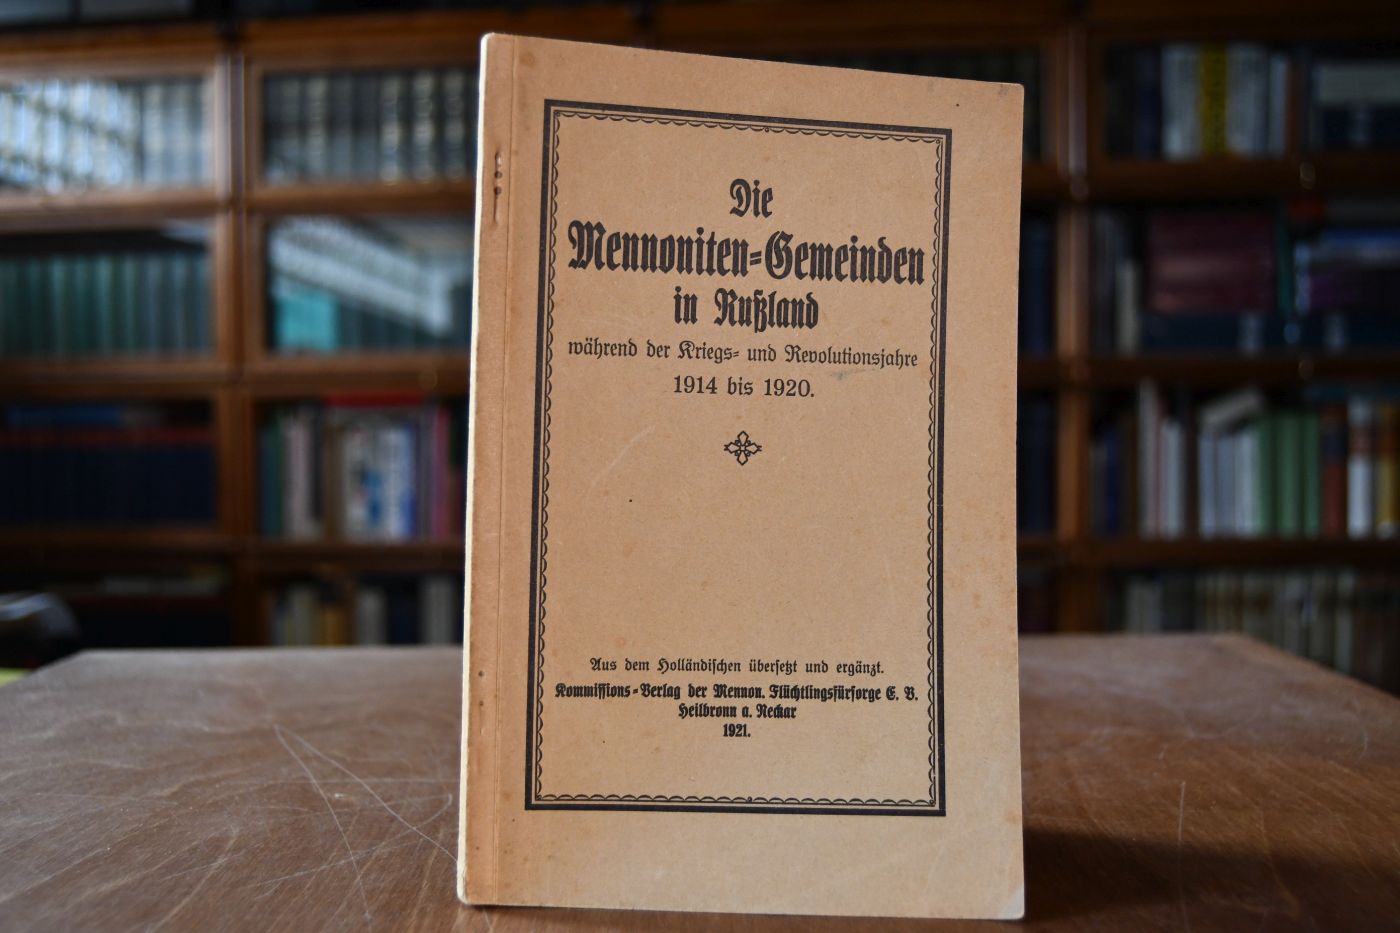 Die
Mennoniten-Gemeinden
in Rußland
während der Kriegs- und Revolutionsjahre
1914 bis 1920.
Aus dem Holländischen übersetzt und ergänzt.
Kommissions-Verlag der Mennon. Flüchtlingsfürsorge E. V.
Heilbronn a. Neckar
1921.